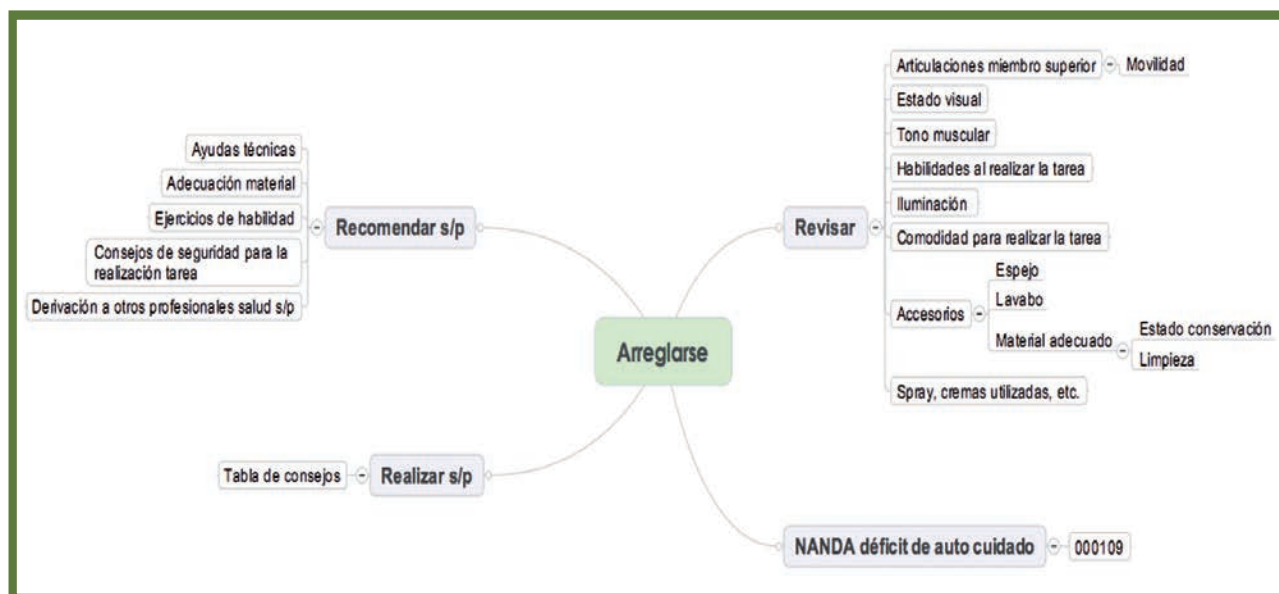 Arreglarse
Revisar
Articulaciones miembro superior
Movilidad
Estado visual
Tono muscular
Habilidades al realizar la tarea
Iluminación
Comodidad para realizar la tarea
Accesorios
Espejo
Lavabo
Material adecuado
Estado conservación
Limpieza
Spray, cremas utilizadas, etc.
NANDA déficit de auto cuidado
000109
Recomendar s/p
Ayudas técnicas
Adecuación material
Ejercicios de habilidad
Consejos de seguridad para la
realización tarea
Derivación a otros profesionales salud s/p
Realizar s/p
Tabla de consejos